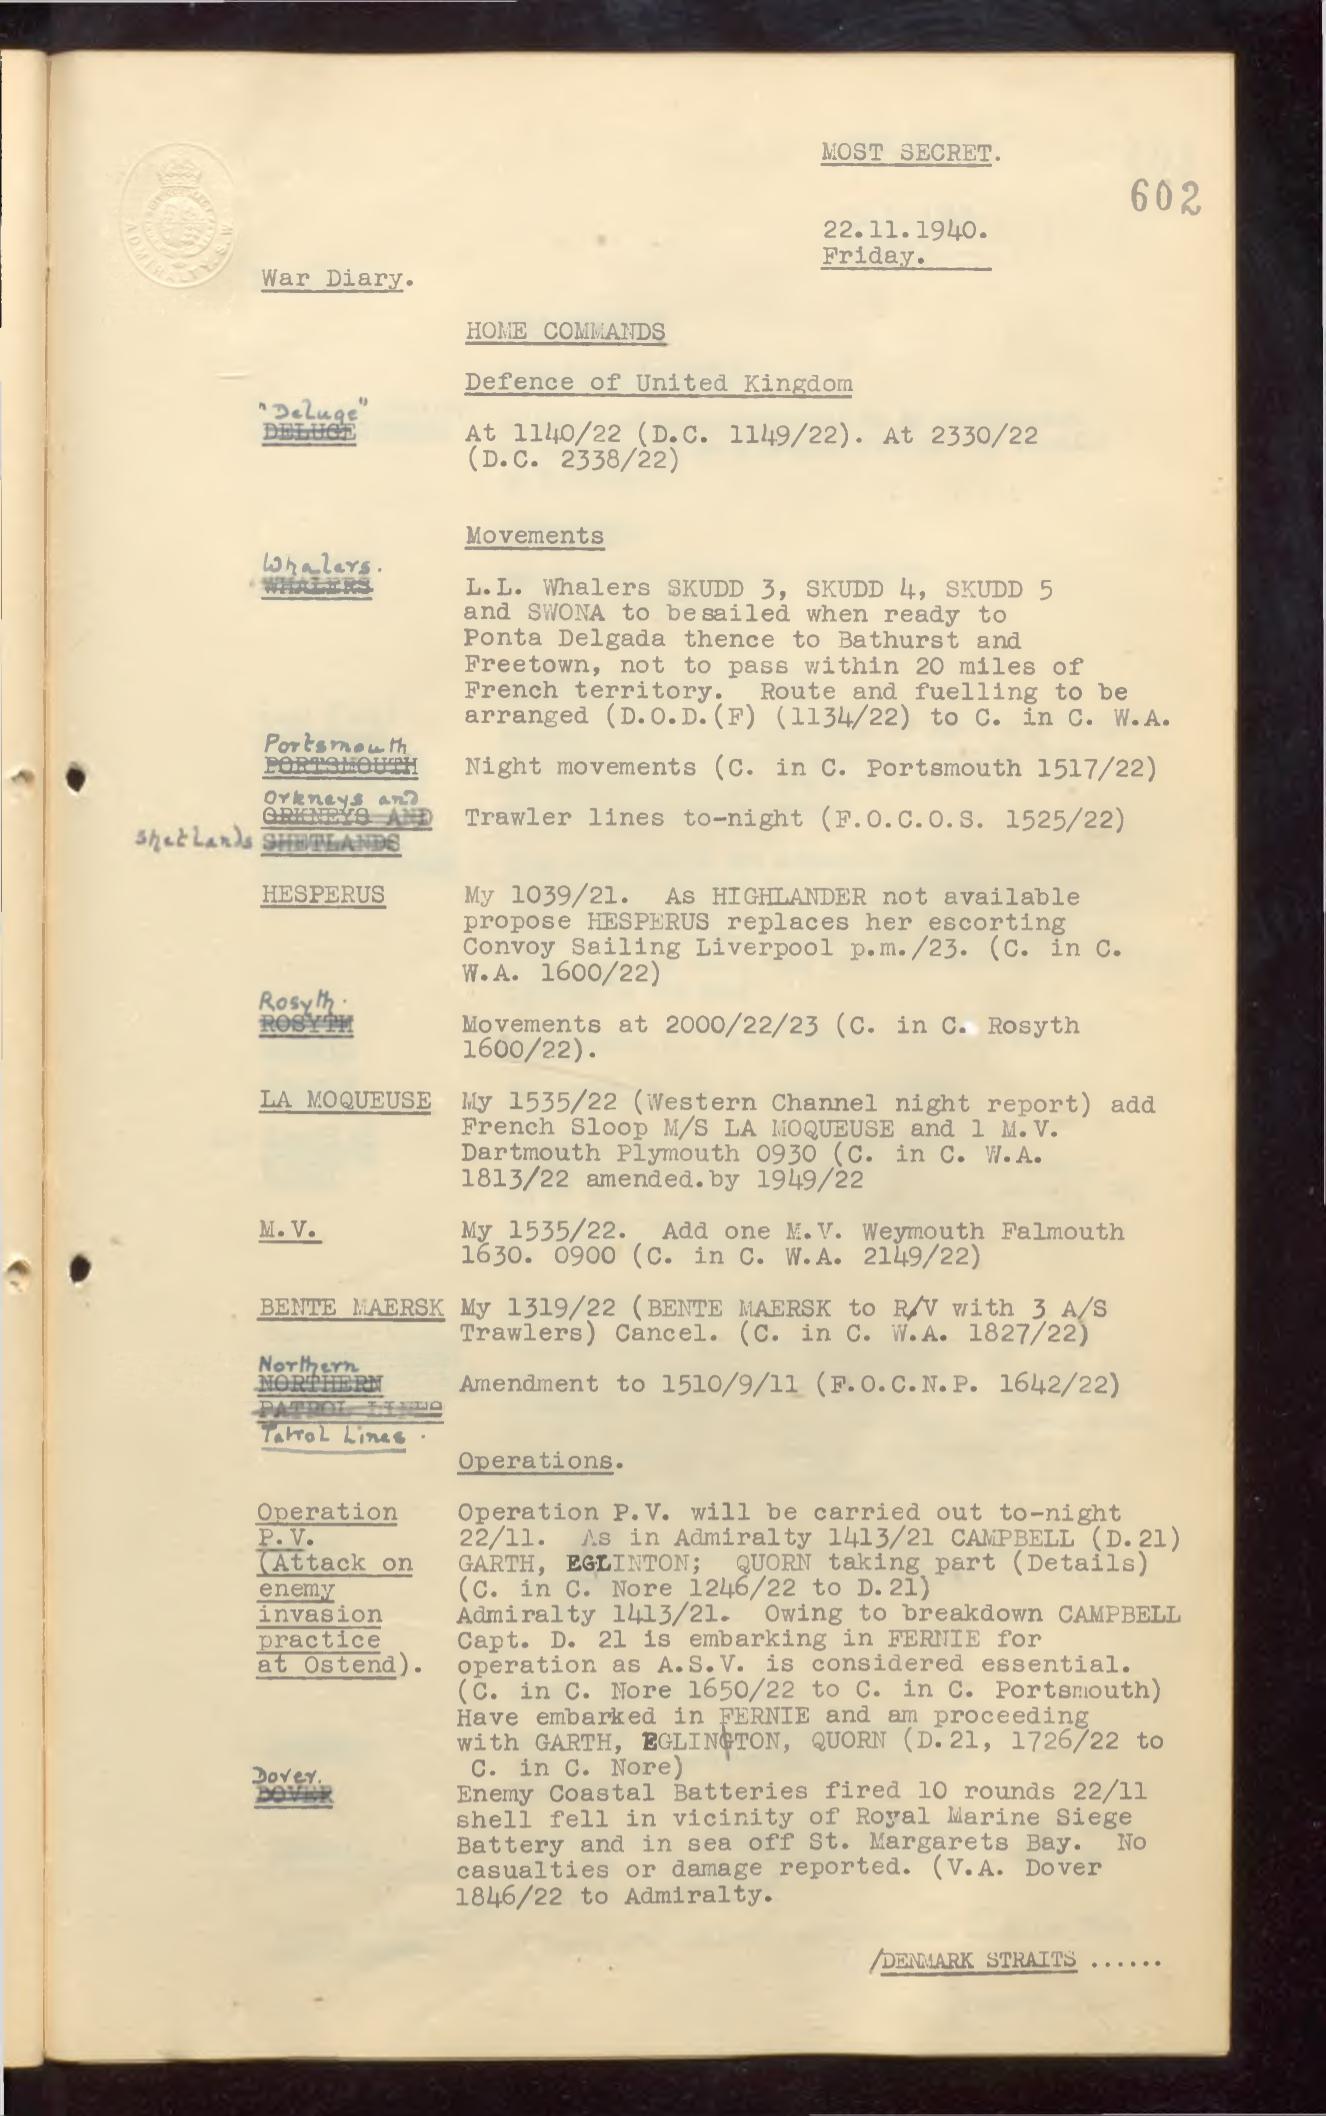 MOST SECRET.
602
22.11.1940.
Friday.
ADMIRALTY.S.W
War Diary.
HOME COMMANDS
Defence of United Kingdom
"Deluge"
DELUGE
At 1140/22 (D.C. 1149/22). At 2330/22
(D.C. 2338/22)
Movements
Whalers.
WHALERS
L.L. Whalers SKUDD 3, SKUDD 4, SKUDD 5
and SWONA to be sailed when ready to
Ponta Delgada thence to Bathurst and
Freetown, not to pass within 20 miles of
French territory. Route and fuelling to be
arranged (D.O.D.(F) (1134/22) to C. in C. W.A.
Portsmouth
PORTSMOUTH
Night movements (C. in C. Portsmouth 1517/22)
Orkneys and
ORKNEYS AND
Trawler lines to-night (F.O.C.O.S. 1525/22)
Shetlands SHETLANDS
HESPERUS
My 1039/21. As HIGHLANDER not available
propose HESPERUS replaces her escorting
Convoy Sailing Liverpool p.m./23. (C. in C.
W.A. 1600/22)
Rosyth.
ROSYTH
Movements at 2000/22/23 (C. in C. Rosyth
1600/22).
LA MOQUEUSE
My 1535/22 (Western Channel night report) add
French Sloop M/S LA MOQUEUSE and 1 M.V.
Dartmouth Plymouth 0930 (C. in C. W.A.
1813/22 amended.by 1949/22
M.V.
My 1535/22. Add one M.V. Weymouth Falmouth
1630. 0900 (C. in C. W.A. 2149/22)
BENTE MAERSK
My 1319/22 (BENTE MAERSK to R/V with 3 A/S
Trawlers) Cancel. (C. in C. W.A. 1827/22)
Northern
NORTHERN
PATROL LINES
Patrol Lines.
Amendment to 1510/9/11 (F.O.C.N.P. 1642/22)
Operations.
Operation
P.V.
(Attack on
enemy
invasion
practice
at Ostend).
Operation P.V. will be carried out to-night
22/11. As in Admiralty 1413/21 CAMPBELL (D.21)
GARTH, EGLINTON; QUORN taking part (Details)
(C. in C. Nore 1246/22 to D.21)
Admiralty 1413/21. Owing to breakdown CAMPBELL
Capt. D. 21 is embarking in FERNIE for
operation as A.S.V. is considered essential.
(C. in C. Nore 1650/22 to C. in C. Portsmouth)
Have embarked in FERNIE and am proceeding
with GARTH, EGLINGTON, QUORN (D.21, 1726/22 to
C. in C. Nore)
Dover.
DOVER
Enemy Coastal Batteries fired 10 rounds 22/11
shell fell in vicinity of Royal Marine Siege
Battery and in sea off St. Margarets Bay. No
casualties or damage reported. (V.A. Dover
1846/22 to Admiralty.
/DENMARK STRAITS ......